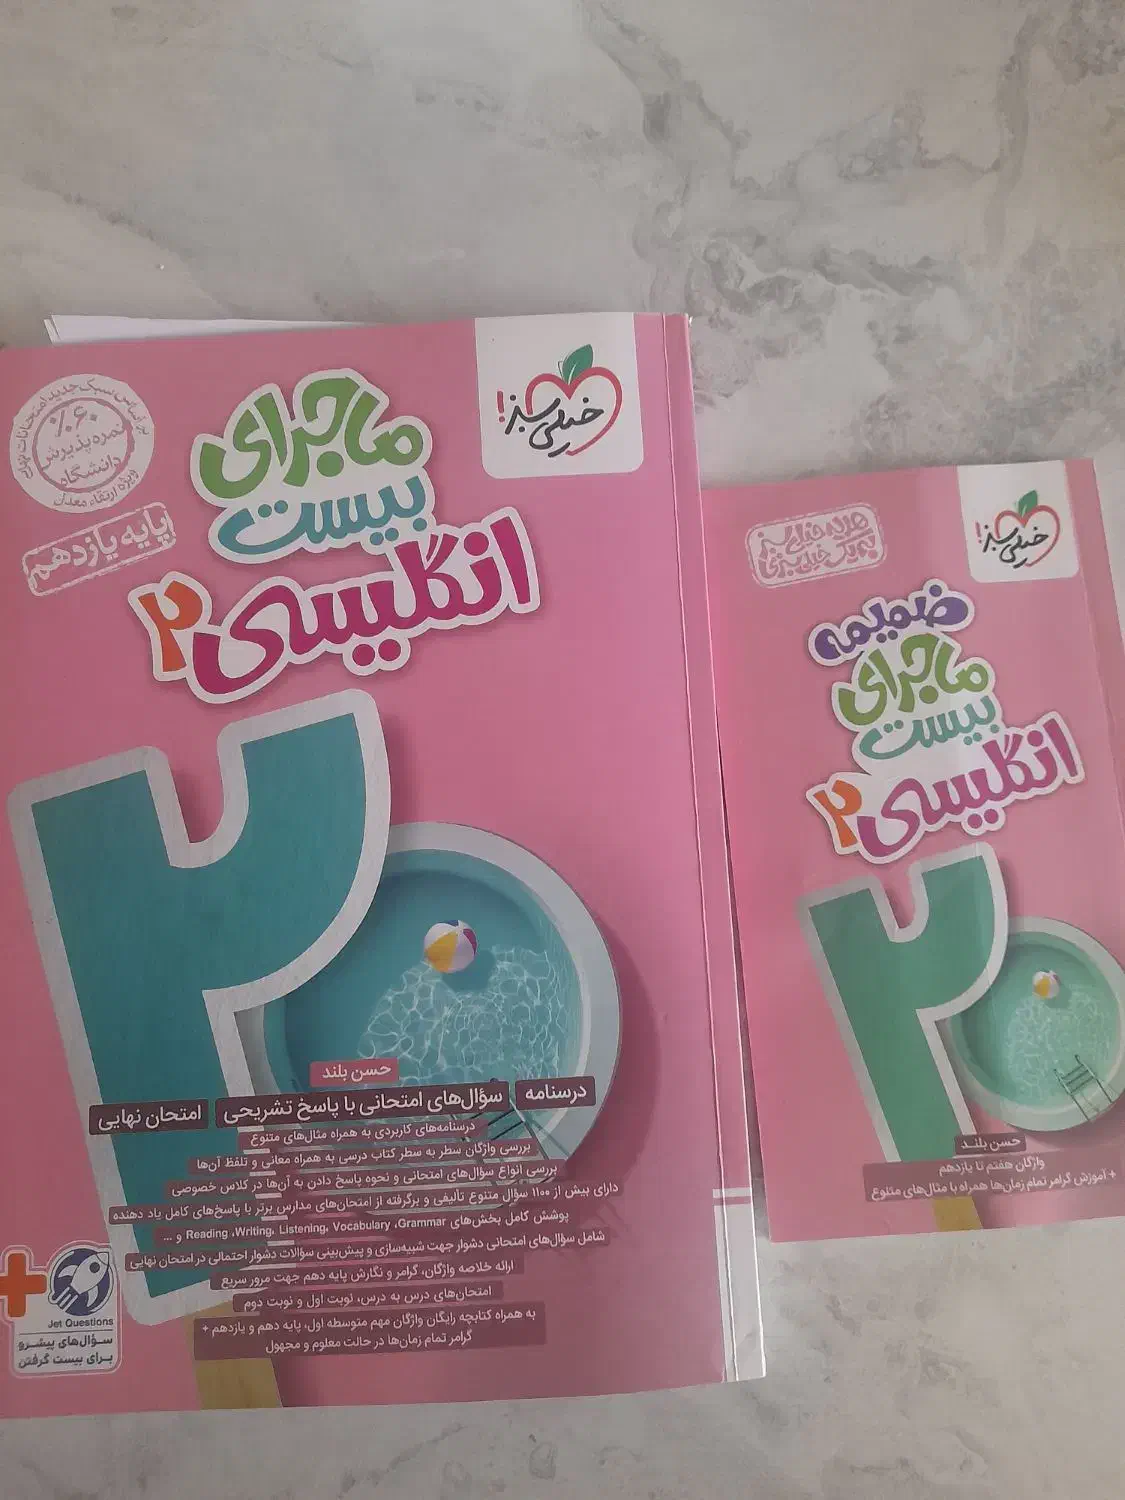 خیلی سبز!
براساس سبک جدید امتحانات نهایی
۶۰٪
نمره پذیرش
دانشگاه
ویژه ارتقاء معدل
پایه یازدهم
ماجرای
بیست
انگلیسی ۲
۲۰
حسن بلند
درسنامه
سؤال‌های امتحانی با پاسخ تشریحی
امتحان نهایی
درسنامه‌های کاربردی به همراه مثال‌های متنوع
بررسی واژگان سطر به سطر کتاب درسی به همراه معانی و تلفظ آن‌ها
بررسی انواع سؤال‌های امتحانی و نحوه پاسخ دادن به آن‌ها در کلاس خصوصی
دارای بیش از ۱۱۰۰ سؤال متنوع تألیفی و برگرفته از امتحان‌های مدارس برتر با پاسخ‌های کامل یاد دهنده
پوشش کامل بخش‌های Reading ،Writing، Listening، Vocabulary ،Grammar و ...
شامل سؤال‌های امتحانی دشوار جهت شبیه‌سازی و پیش‌بینی سؤالات دشوار احتمالی در امتحان نهایی
ارائه خلاصه واژگان، گرامر و نگارش پایه دهم جهت مرور سریع
امتحان‌های درس به درس، نوبت اول و نوبت دوم
به همراه کتابچه رایگان واژگان مهم متوسطه اول، پایه دهم و یازدهم +
گرامر تمام زمان‌ها در حالت معلوم و مجهول
Jet Questions
سؤال‌های پیشرو
برای بیست گرفتن
خیلی سبز!
هدیه خیلی سبز
به یک خیلی سبزی
ضمیمه
ماجرای
بیست
انگلیسی ۲
۲۰
حسن بلند
واژگان هفتم تا یازدهم
+ آموزش گرامر تمام زمان‌ها همراه با مثال‌های متنوع